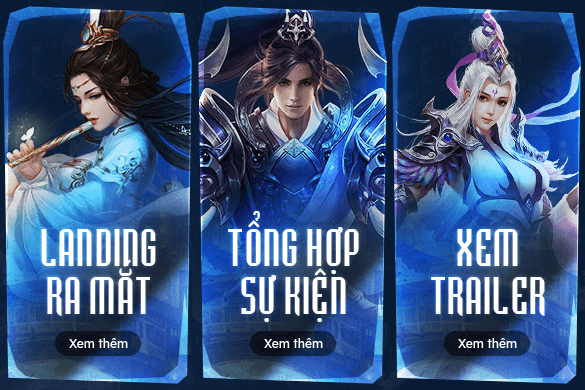 LANDING
RA MẮT
Xem thêm
TỔNG HỢP
SỰ KIỆN
Xem thêm
XEM
TRAILER
Xem thêm